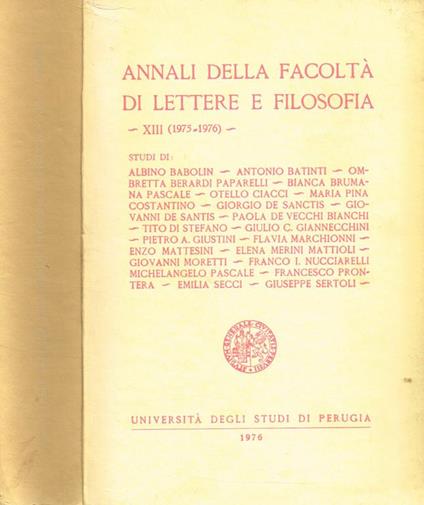 ANNALI DELLA FACOLTÀ
DI LETTERE E FILOSOFIA
~ XIII (1975-1976) ~
STUDI DI:
ALBINO BABOLIN ~ ANTONIO BATINTI ~ OM-
BRETTA BERARDI PAPARELLI ~ BIANCA BRUMA-
NA PASCALE ~ OTELLO CIACCI ~ MARIA PINA
COSTANTINO ~ GIORGIO DE SANCTIS ~ GIO-
VANNI DE SANTIS ~ PAOLA DE VECCHI BIANCHI
~ TITO DI STEFANO ~ GIULIO C. GIANNECCHINI
~ PIETRO A. GIUSTINI ~ FLAVIA MARCHIONNI ~
ENZO MATTESINI ~ ELENA MERINI MATTIOLI ~
GIOVANNI MORETTI ~ FRANCO I. NUCCIARELLI
MICHELANGELO PASCALE ~ FRANCESCO PRON-
TERA ~ EMILIA SECCI ~ GIUSEPPE SERTOLI ~
UNIVERSITÀ DEGLI STUDI DI PERUGIA
1976